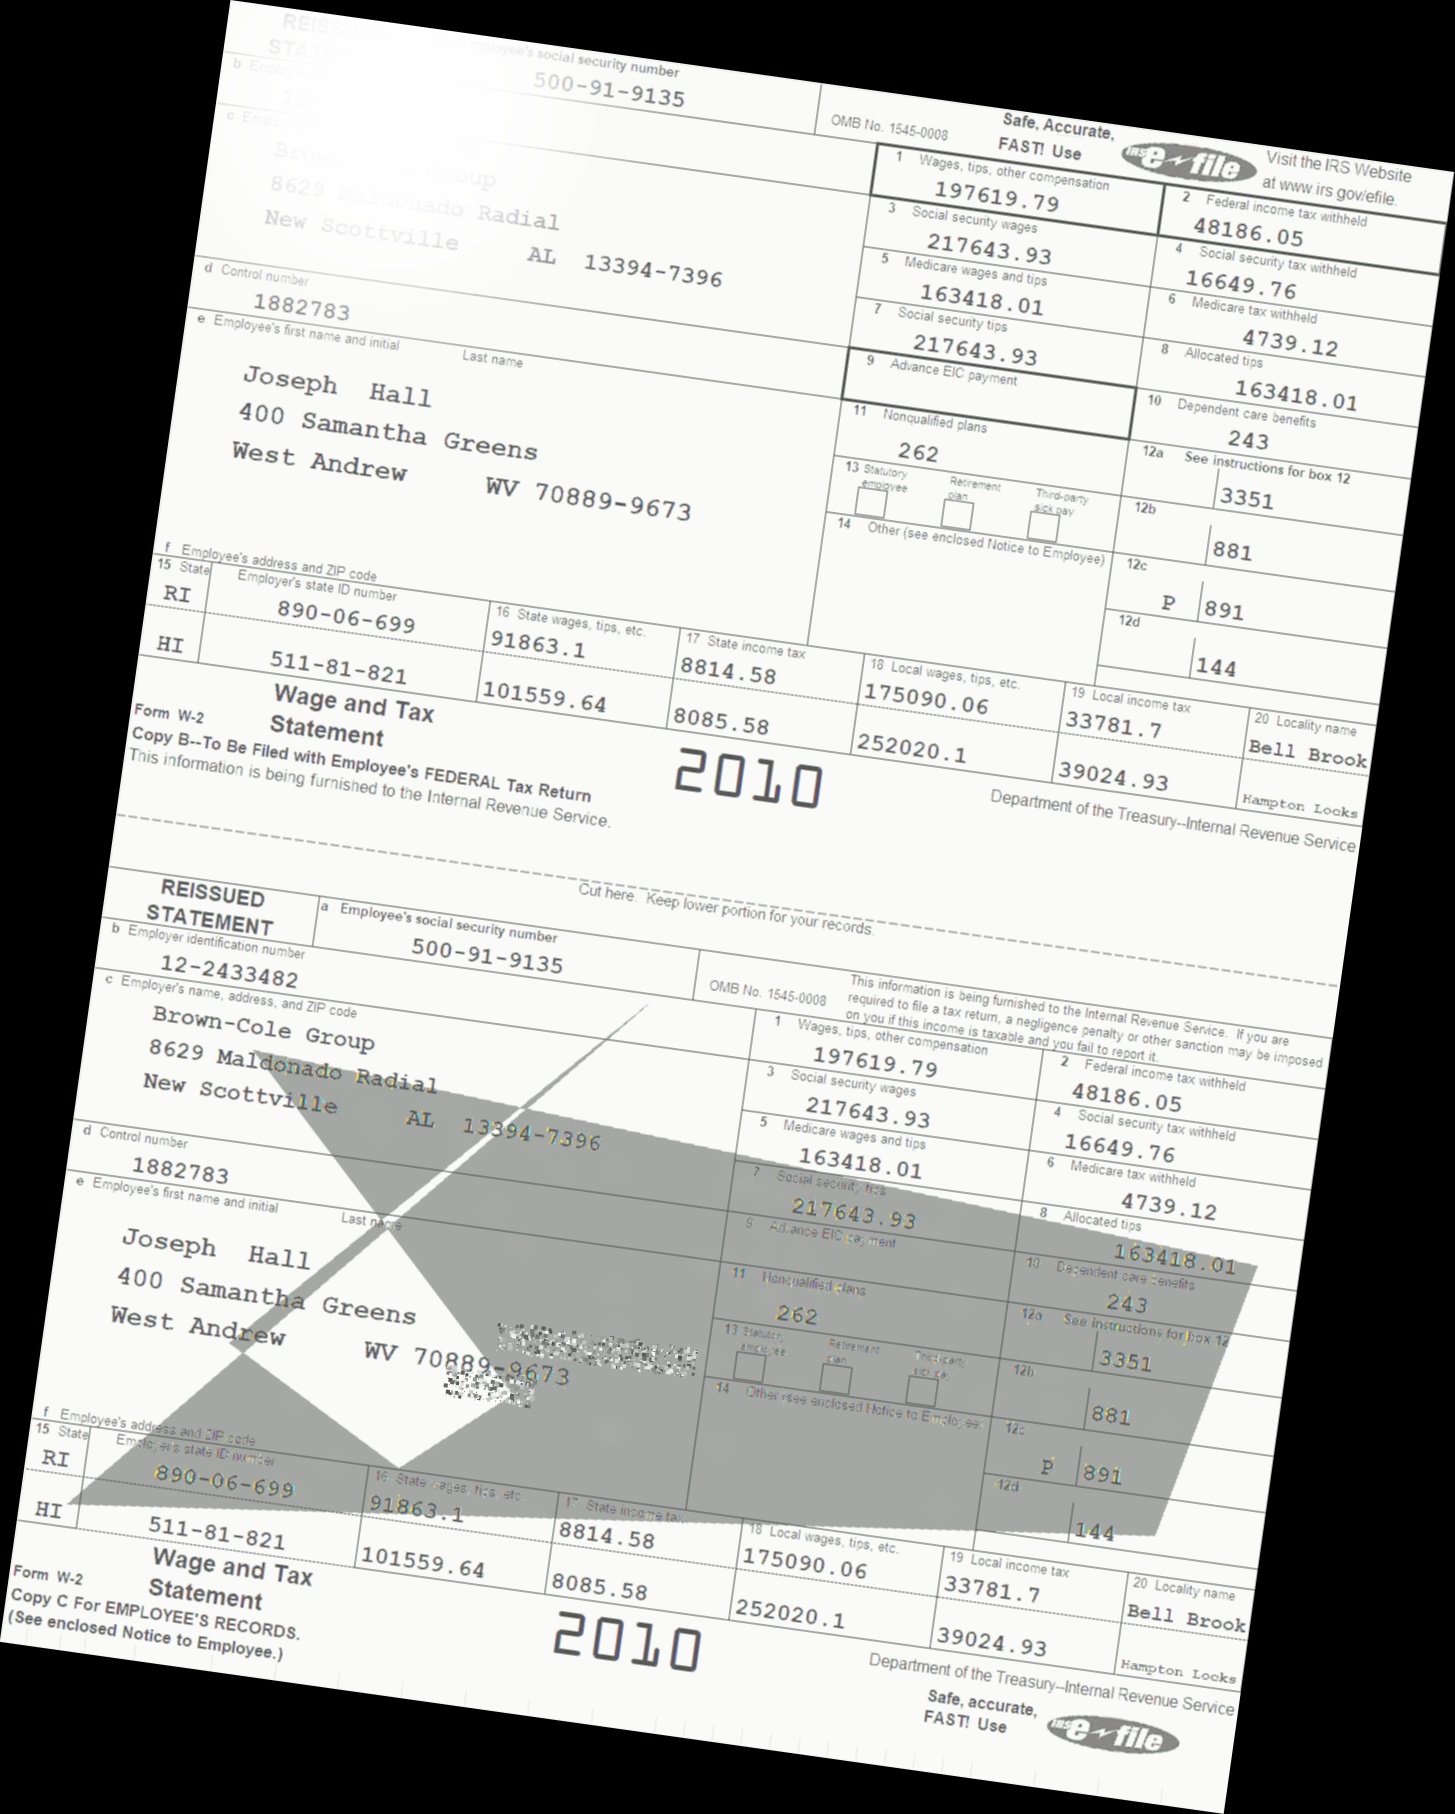 REISSUED
STATEMENT
Employee's social security number
500-91-9135
b Employer
OMB No. 1545-0008
Safe, Accurate,
FAST! Use
IRS e-file
Visit the IRS Website
at www.irs.gov/efile.
c Employer
Group
8629 Maldonado Radial
New Scottville AL 13394-7396
1 Wages, tips, other compensation
197619.79
2 Federal income tax withheld
48186.05
3 Social security wages
217643.93
4 Social security tax withheld
16649.76
5 Medicare wages and tips
163418.01
6 Medicare tax withheld
4739.12
d Control number
1882783
7 Social security tips
217643.93
8 Allocated tips
163418.01
e Employee's first name and initial Last name
Joseph Hall
400 Samantha Greens
West Andrew WV 70889-9673
9 Advance EIC payment
10 Dependent care benefits
243
11 Nonqualified plans
262
12a See instructions for box 12
3351
13 Statutory employee Retirement plan Third-party sick pay
12b
881
14 Other (see enclosed Notice to Employee)
12c
P 891
12d
144
f Employee's address and ZIP code
15 State Employer's state ID number
16 State wages, tips, etc.
17 State income tax
18 Local wages, tips, etc.
19 Local income tax
20 Locality name
RI 890-06-699 91863.1 8814.58 175090.06 33781.7 Bell Brook
HI 511-81-821 101559.64 8085.58 252020.1 39024.93 Hampton Locks
Form W-2
Wage and Tax
Statement
2010
Department of the Treasury--Internal Revenue Service
Copy B--To Be Filed with Employee's FEDERAL Tax Return
This information is being furnished to the Internal Revenue Service.
Cut here. Keep lower portion for your records.
REISSUED
STATEMENT
a Employee's social security number
500-91-9135
b Employer identification number
12-2433482
OMB No. 1545-0008
This information is being furnished to the Internal Revenue Service. If you are
required to file a tax return, a negligence penalty or other sanction may be imposed
on you if this income is taxable and you fail to report it.
c Employer's name, address, and ZIP code
Brown-Cole Group
8629 Maldonado Radial
New Scottville AL 13394-7396
1 Wages, tips, other compensation
197619.79
2 Federal income tax withheld
48186.05
3 Social security wages
217643.93
4 Social security tax withheld
16649.76
5 Medicare wages and tips
163418.01
6 Medicare tax withheld
4739.12
d Control number
1882783
7 Social security tips
217643.93
8 Allocated tips
163418.01
e Employee's first name and initial Last name
Joseph Hall
400 Samantha Greens
West Andrew WV 70889-9673
9 Advance EIC payment
10 Dependent care benefits
243
11 Nonqualified plans
262
12a See instructions for box 12
3351
13 Statutory employee Retirement plan Third-party sick pay
12b
881
14 Other (see enclosed Notice to Employee)
12c
P 891
12d
144
f Employee's address and ZIP code
15 State Employer's state ID number
16 State wages, tips, etc.
17 State income tax
18 Local wages, tips, etc.
19 Local income tax
20 Locality name
RI 890-06-699 91863.1 8814.58 175090.06 33781.7 Bell Brook
HI 511-81-821 101559.64 8085.58 252020.1 39024.93 Hampton Locks
Form W-2
Wage and Tax
Statement
2010
Department of the Treasury--Internal Revenue Service
Copy C For EMPLOYEE'S RECORDS.
(See enclosed Notice to Employee.)
Safe, accurate,
FAST! Use
IRS e-file